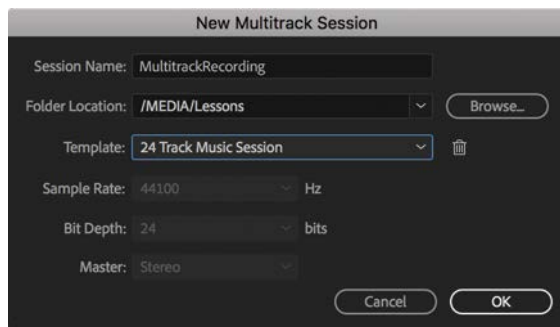 New Multitrack Session
Session Name: MultitrackRecording
Folder Location: /MEDIA/Lessons Browse...
Template: 24 Track Music Session
Sample Rate: 44100 Hz
Bit Depth: 24 bits
Master: Stereo
Cancel OK